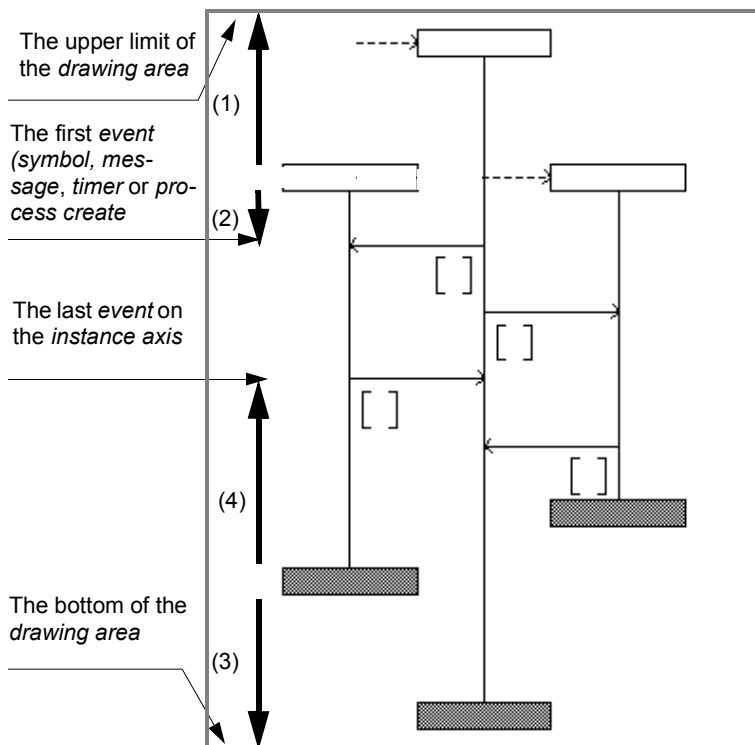 The upper limit of
the drawing area
(1)
The first event
(symbol, mes-
sage, timer or pro-
cess create
(2)
The last event on
the instance axis
(4)
The bottom of the
drawing area
(3)